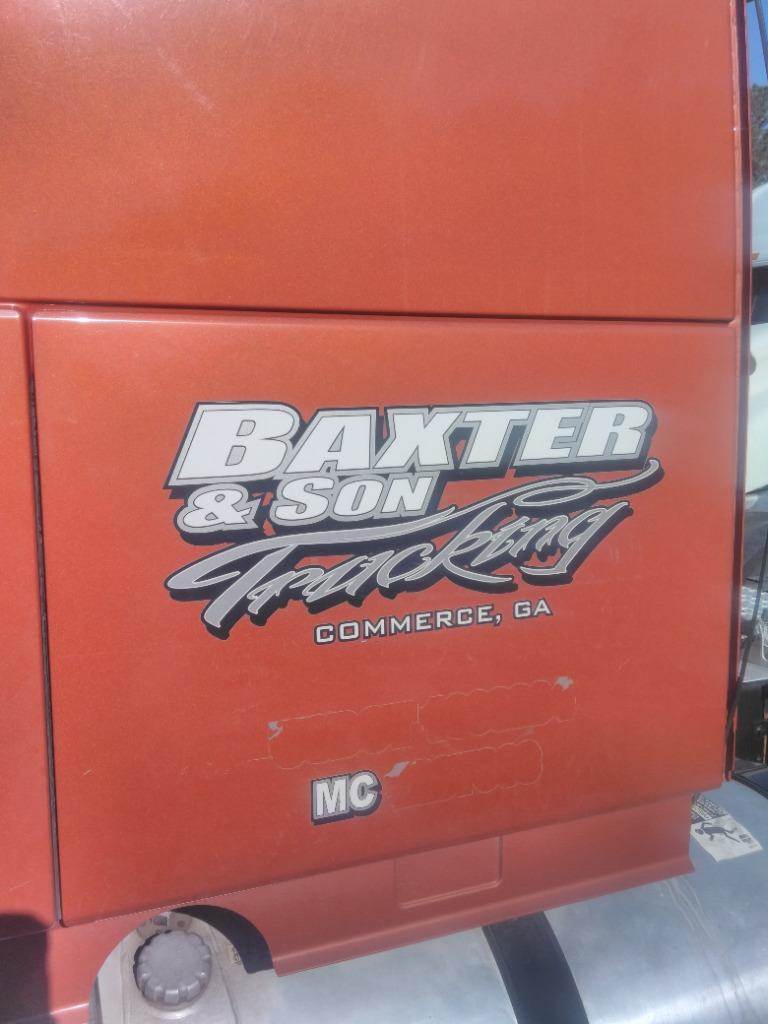 BAXTER
& SON
Trucking
COMMERCE, GA
MC